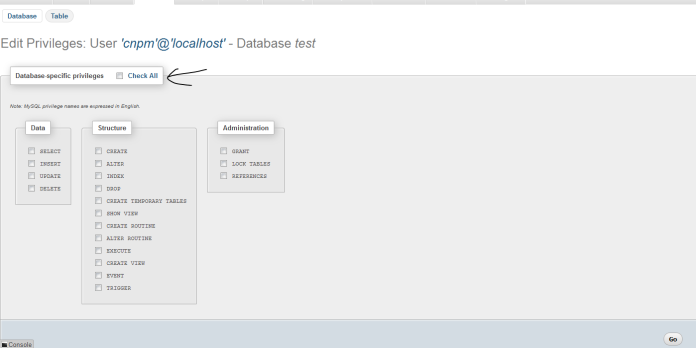 Database Table
Edit Privileges: User 'cnpm'@'localhost' - Database test
Database-specific privileges Check All
Note: MySQL privilege names are expressed in English.
Data
SELECT
INSERT
UPDATE
DELETE
Structure
CREATE
ALTER
INDEX
DROP
CREATE TEMPORARY TABLES
SHOW VIEW
CREATE ROUTINE
ALTER ROUTINE
EXECUTE
CREATE VIEW
EVENT
TRIGGER
Administration
GRANT
LOCK TABLES
REFERENCES
Go
Console